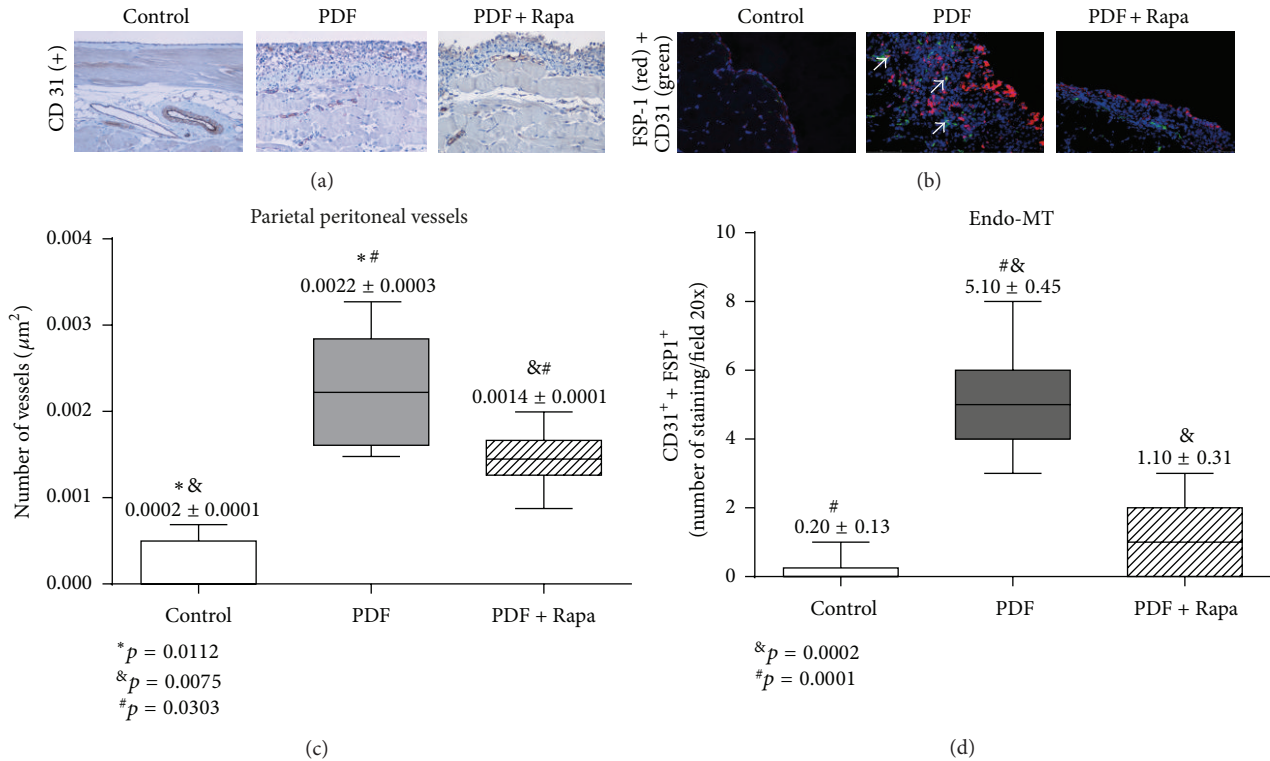 Control PDF PDF + Rapa
CD 31 (+)
(a)
Control PDF PDF + Rapa
FSP-1 (red) +
CD31 (green)
(b)
Parietal peritoneal vessels
Number of vessels (μm²)
0.004
0.003
0.002
0.001
0.000
* &
0.0002 ± 0.0001
* #
0.0022 ± 0.0003
&#
0.0014 ± 0.0001
Control PDF PDF + Rapa
*p = 0.0112
&p = 0.0075
#p = 0.0303
(c)
Endo-MT
CD31⁺ + FSP1⁺
(number of staining/field 20x)
10
8
6
4
2
0
#
0.20 ± 0.13
#&
5.10 ± 0.45
&
1.10 ± 0.31
Control PDF PDF + Rapa
&p = 0.0002
#p = 0.0001
(d)